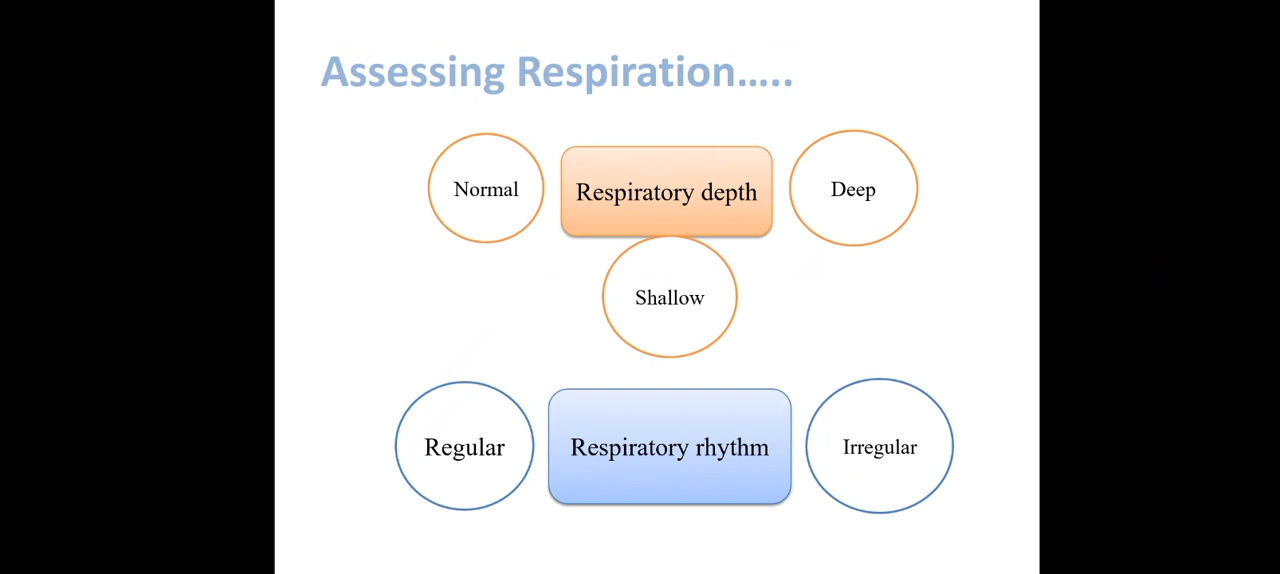 Assessing Respiration…..
Normal
Respiratory depth
Deep
Shallow
Regular
Respiratory rhythm
Irregular